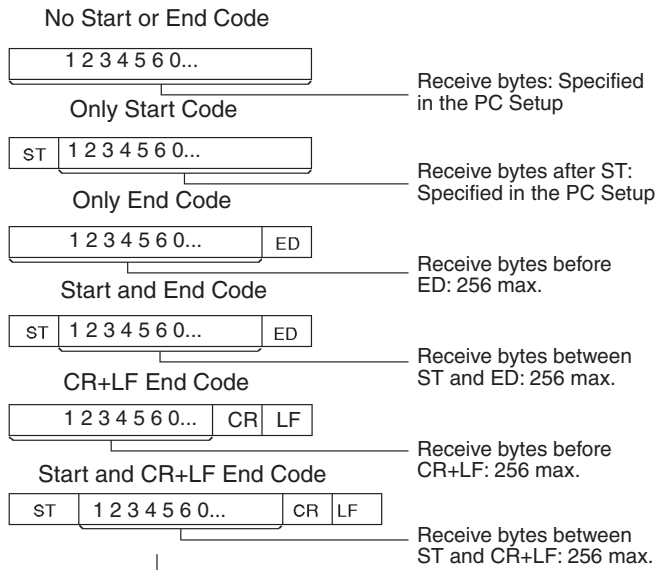 No Start or End Code
1 2 3 4 5 6 0...
Receive bytes: Specified
in the PC Setup
Only Start Code
ST 1 2 3 4 5 6 0...
Receive bytes after ST:
Specified in the PC Setup
Only End Code
1 2 3 4 5 6 0... ED
Receive bytes before
ED: 256 max.
Start and End Code
ST 1 2 3 4 5 6 0... ED
Receive bytes between
ST and ED: 256 max.
CR+LF End Code
1 2 3 4 5 6 0... CR LF
Receive bytes before
CR+LF: 256 max.
Start and CR+LF End Code
ST 1 2 3 4 5 6 0... CR LF
Receive bytes between
ST and CR+LF: 256 max.